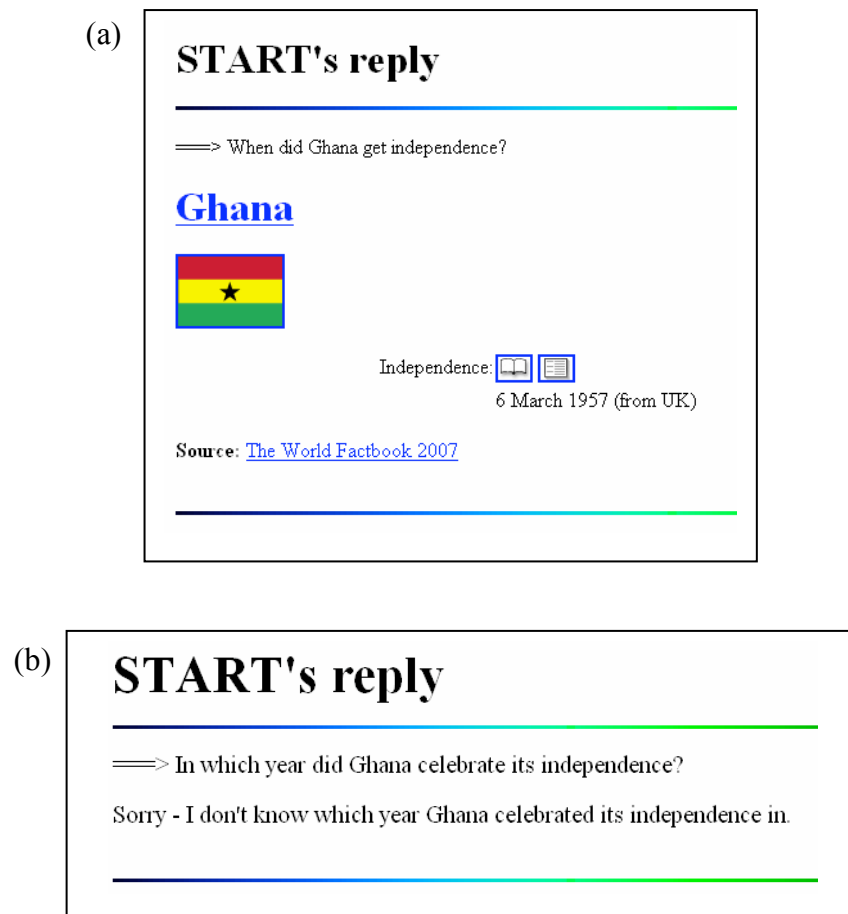 (a)
START's reply
===> When did Ghana get independence?
Ghana
Independence:
6 March 1957 (from UK)
Source: The World Factbook 2007
(b)
START's reply
===> In which year did Ghana celebrate its independence?
Sorry - I don't know which year Ghana celebrated its independence in.